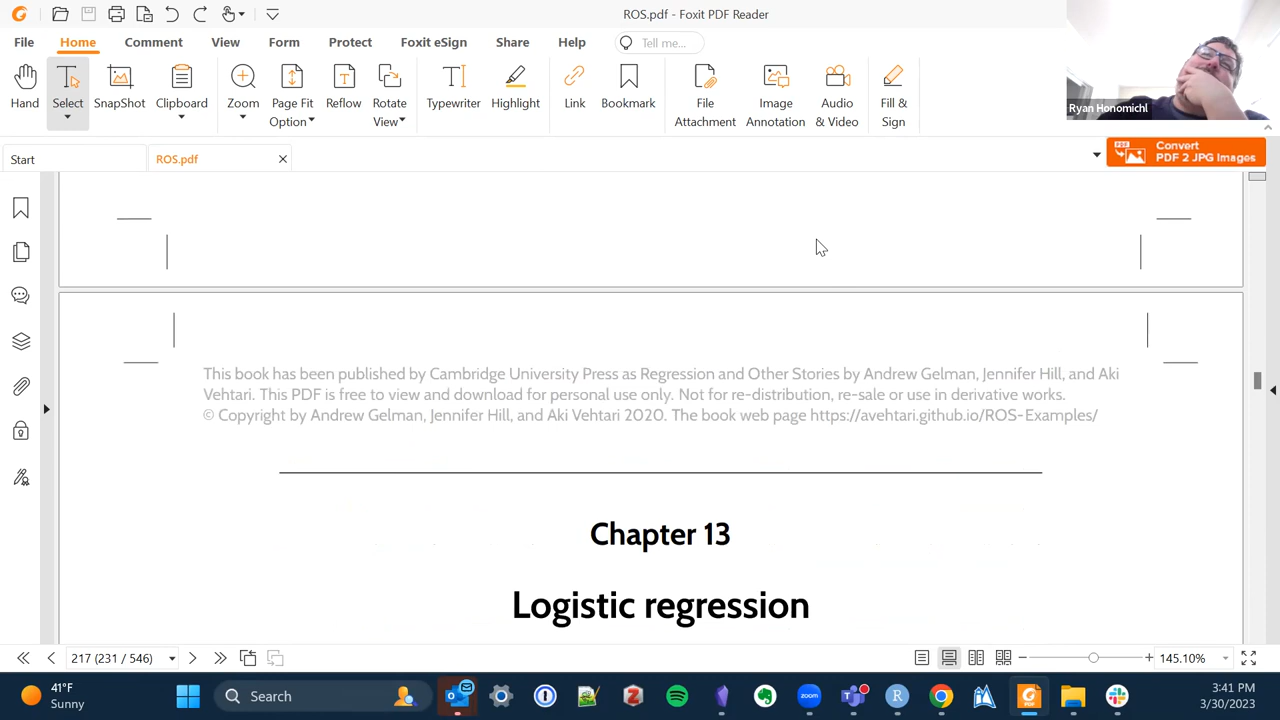 ROS.pdf - Foxit PDF Reader
File Home Comment View Form Protect Foxit eSign Share Help Tell me...
Hand Select SnapShot Clipboard Zoom Page Fit Option Reflow Rotate View Typewriter Highlight Link Bookmark File Attachment Image Annotation Audio & Video Fill & Sign
Ryan Honomichl
Start ROS.pdf
Convert
PDF 2 JPG Images
This book has been published by Cambridge University Press as Regression and Other Stories by Andrew Gelman, Jennifer Hill, and Aki
Vehtari. This PDF is free to view and download for personal use only. Not for re-distribution, re-sale or use in derivative works.
© Copyright by Andrew Gelman, Jennifer Hill, and Aki Vehtari 2020. The book web page https://avehtari.github.io/ROS-Examples/
Chapter 13
Logistic regression
217 (231 / 546) 145.10%
41°F
Sunny
Search
zoom
3:41 PM
3/30/2023